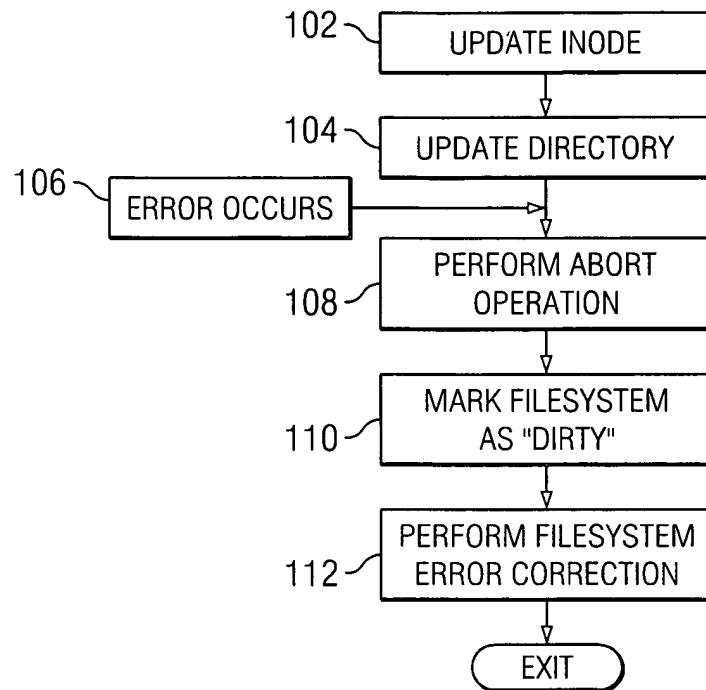 102
UPDATE INODE
104
UPDATE DIRECTORY
106
ERROR OCCURS
108
PERFORM ABORT
OPERATION
110
MARK FILESYSTEM
AS "DIRTY"
112
PERFORM FILESYSTEM
ERROR CORRECTION
EXIT